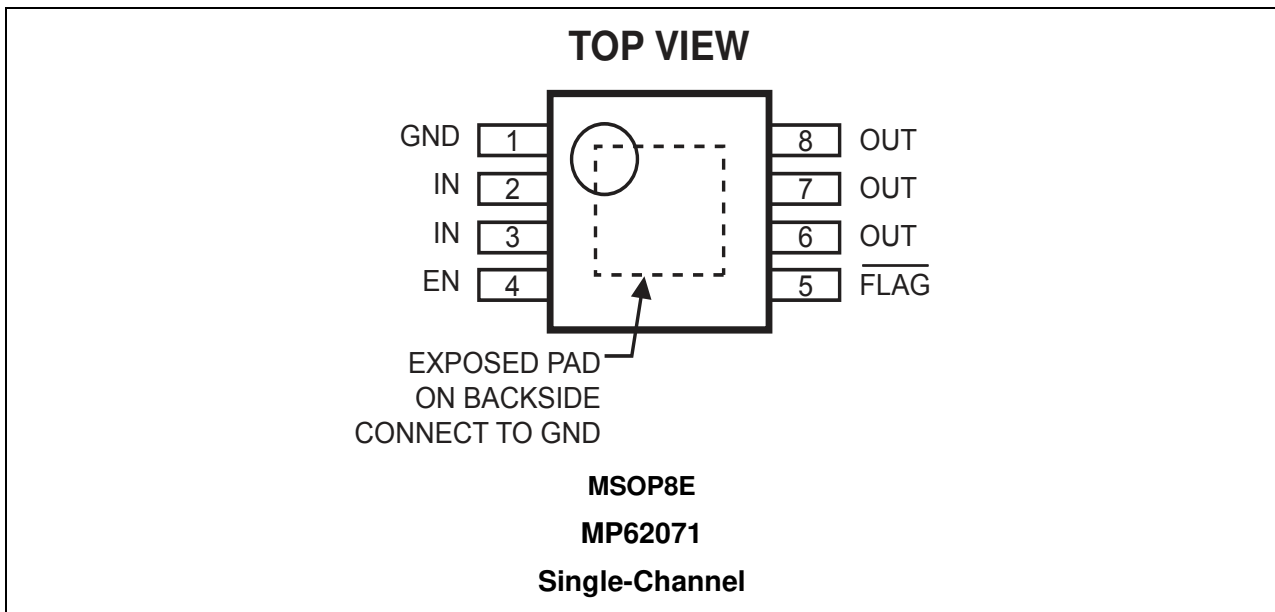 TOP VIEW
GND 1
IN 2
IN 3
EN 4
8 OUT
7 OUT
6 OUT
5 FLAG
EXPOSED PAD
ON BACKSIDE
CONNECT TO GND
MSOP8E
MP62071
Single-Channel